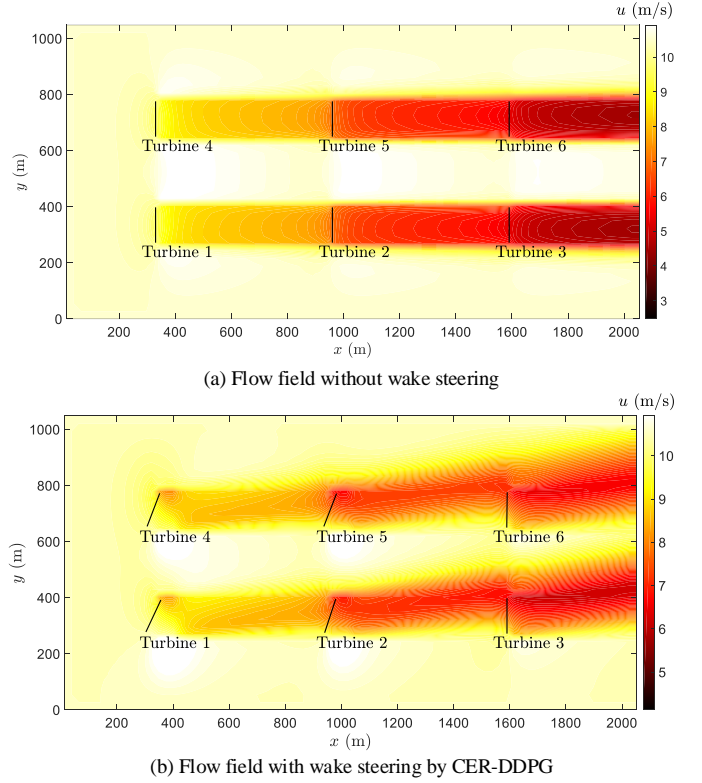 u (m/s)
1000
800
600
400
200
0
y (m)
Turbine 4
Turbine 5
Turbine 6
Turbine 1
Turbine 2
Turbine 3
10
9
8
7
6
5
4
3
200 400 600 800 1000 1200 1400 1600 1800 2000
x (m)
(a) Flow field without wake steering
u (m/s)
1000
800
600
400
200
0
y (m)
Turbine 4
Turbine 5
Turbine 6
Turbine 1
Turbine 2
Turbine 3
10
9
8
7
6
5
200 400 600 800 1000 1200 1400 1600 1800 2000
x (m)
(b) Flow field with wake steering by CER-DDPG